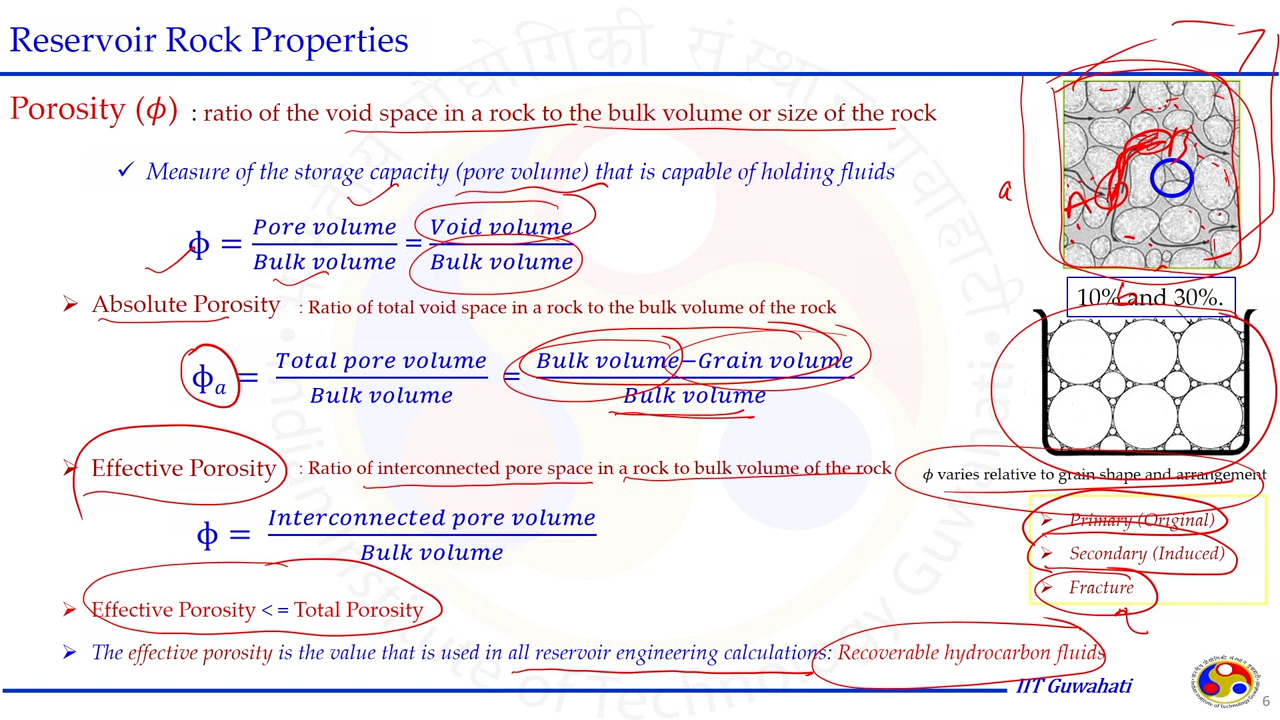 Reservoir Rock Properties
Porosity (ϕ) : ratio of the void space in a rock to the bulk volume or size of the rock
✓ Measure of the storage capacity (pore volume) that is capable of holding fluids
ϕ = Pore volume / Bulk volume = Void volume / Bulk volume
➢ Absolute Porosity : Ratio of total void space in a rock to the bulk volume of the rock
ϕₐ = Total pore volume / Bulk volume = Bulk volume−Grain volume / Bulk volume
➢ Effective Porosity : Ratio of interconnected pore space in a rock to bulk volume of the rock
ϕ = Interconnected pore volume / Bulk volume
➢ Effective Porosity < = Total Porosity
➢ The effective porosity is the value that is used in all reservoir engineering calculations: Recoverable hydrocarbon fluids
a
A
B
b
10% and 30%.
ϕ varies relative to grain shape and arrangement
➢ Primary (Original)
➢ Secondary (Induced)
➢ Fracture
IIT Guwahati
6